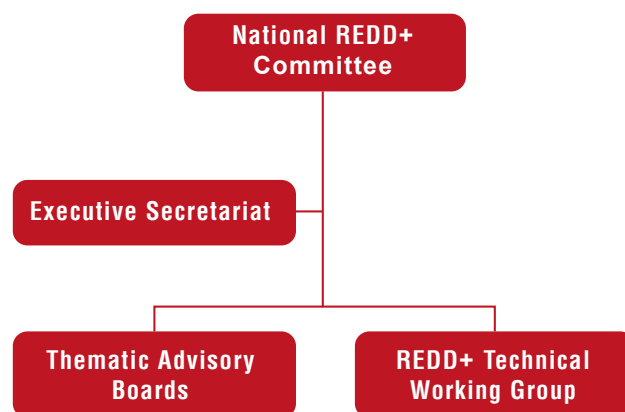 National REDD+
Committee
Executive Secretariat
Thematic Advisory
Boards
REDD+ Technical
Working Group